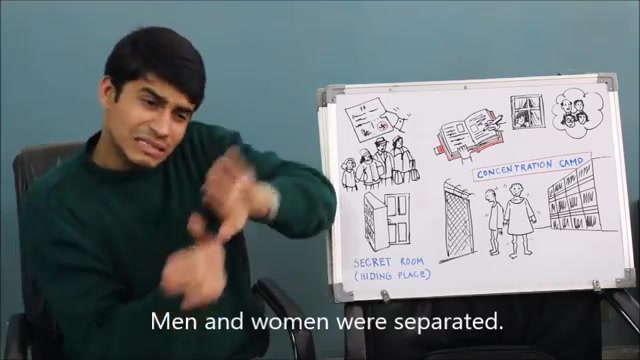 CONCENTRATION CAMP
SECRET ROOM
(HIDING PLACE)
Men and women were separated.